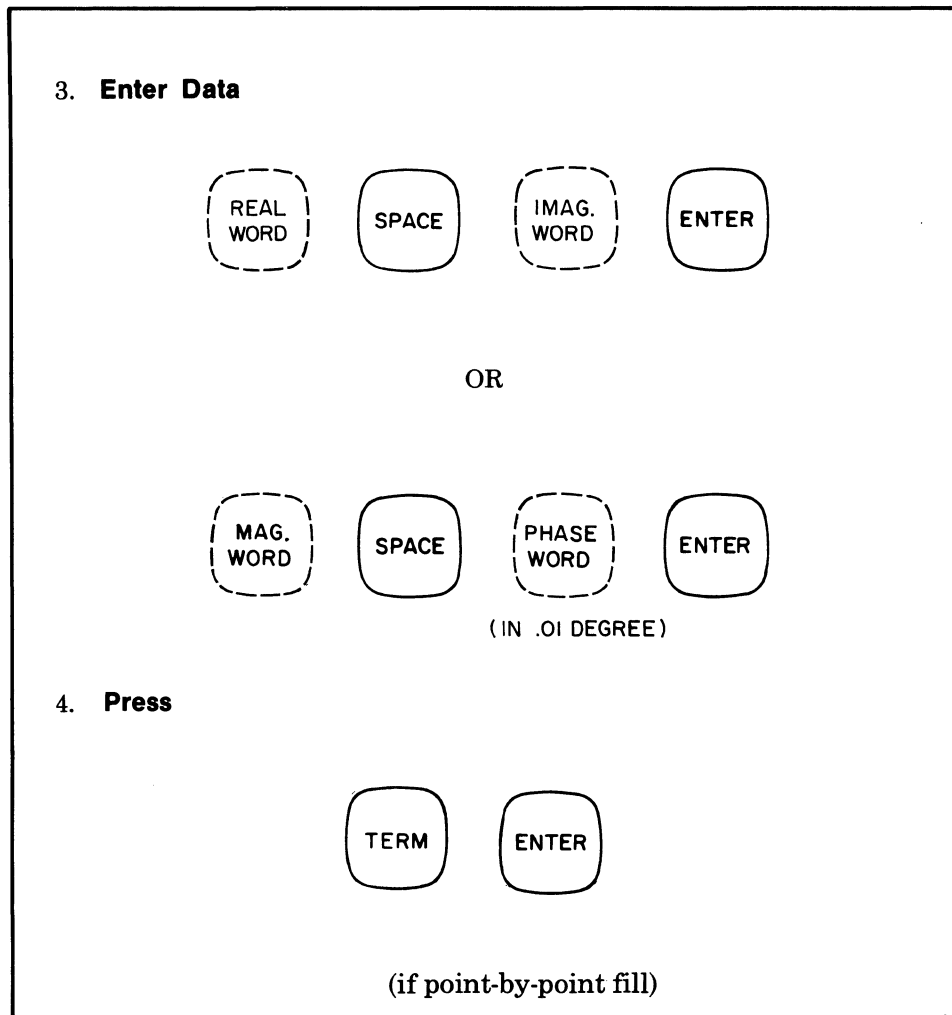 3. Enter Data
REAL WORD SPACE IMAG. WORD ENTER
OR
MAG. WORD SPACE PHASE WORD ENTER
(IN .01 DEGREE)
4. Press
TERM ENTER
(if point-by-point fill)